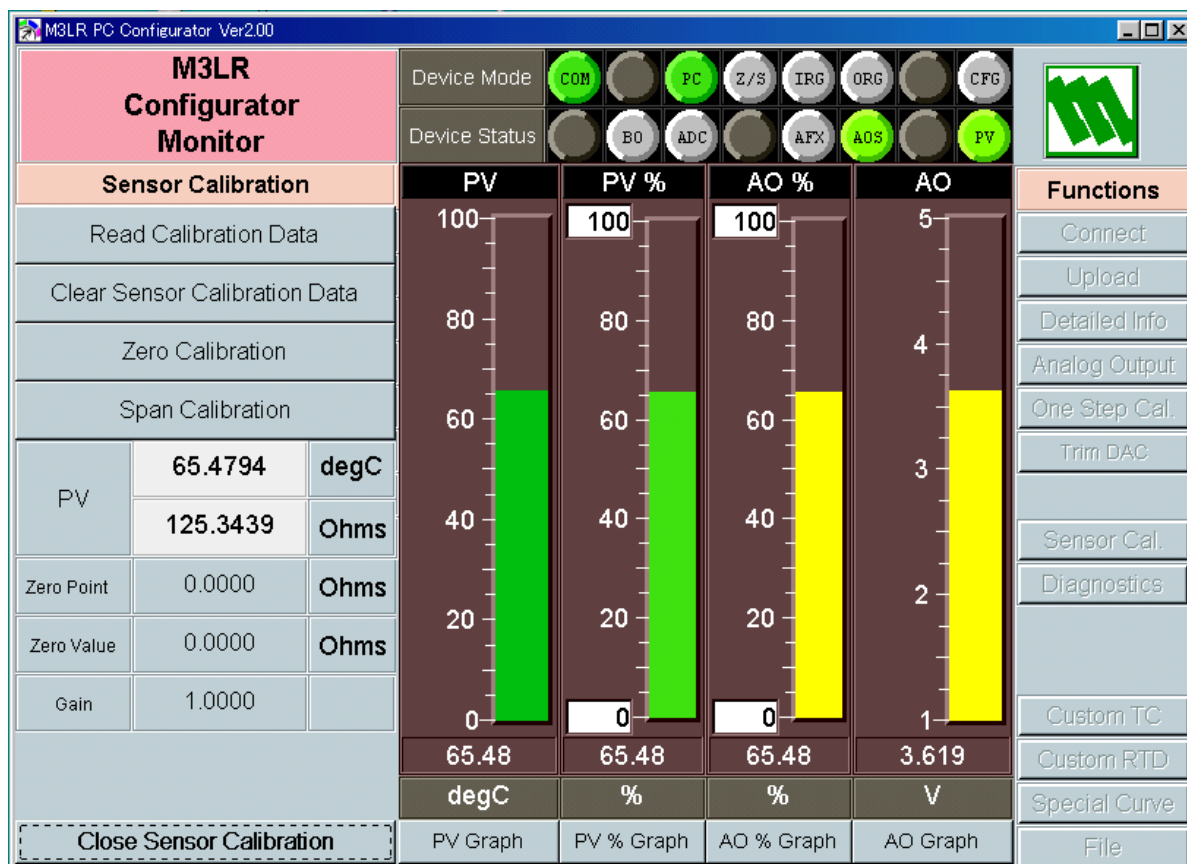 M3LR PC Configurator Ver2.00
M3LR
Configurator
Monitor
Device Mode
COM
PC
Z/S
IRG
ORG
CFG
Device Status
BO
ADC
AFX
AOS
PV
Sensor Calibration
Read Calibration Data
Clear Sensor Calibration Data
Zero Calibration
Span Calibration
PV
65.4794 degC
125.3439 Ohms
Zero Point 0.0000 Ohms
Zero Value 0.0000 Ohms
Gain 1.0000
Close Sensor Calibration
PV
100
80
60
40
20
0
65.48
degC
PV Graph
PV %
100
80
60
40
20
0
65.48
%
PV % Graph
AO %
100
80
60
40
20
0
65.48
%
AO % Graph
AO
5
4
3
2
1
3.619
V
AO Graph
Functions
Connect
Upload
Detailed Info
Analog Output
One Step Cal.
Trim DAC
Sensor Cal.
Diagnostics
Custom TC
Custom RTD
Special Curve
File